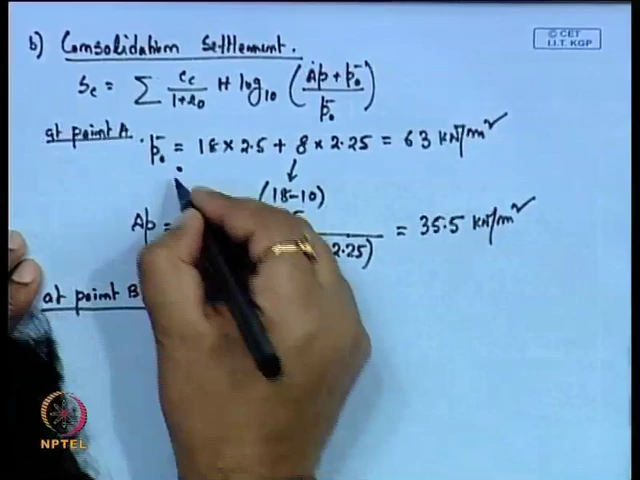 © CET
I.I.T. KGP
b) Consolidation Settlement.
Sc = ∑ Cc/(1+e0) H log10 ((Δp + p̄0)/p̄0)
at point A
p̄0 = 18 × 2.5 + 8 × 2.25 = 63 kN/m²
(18-10)
Δp =
2.25) = 35.5 kN/m²
at point B
NPTEL